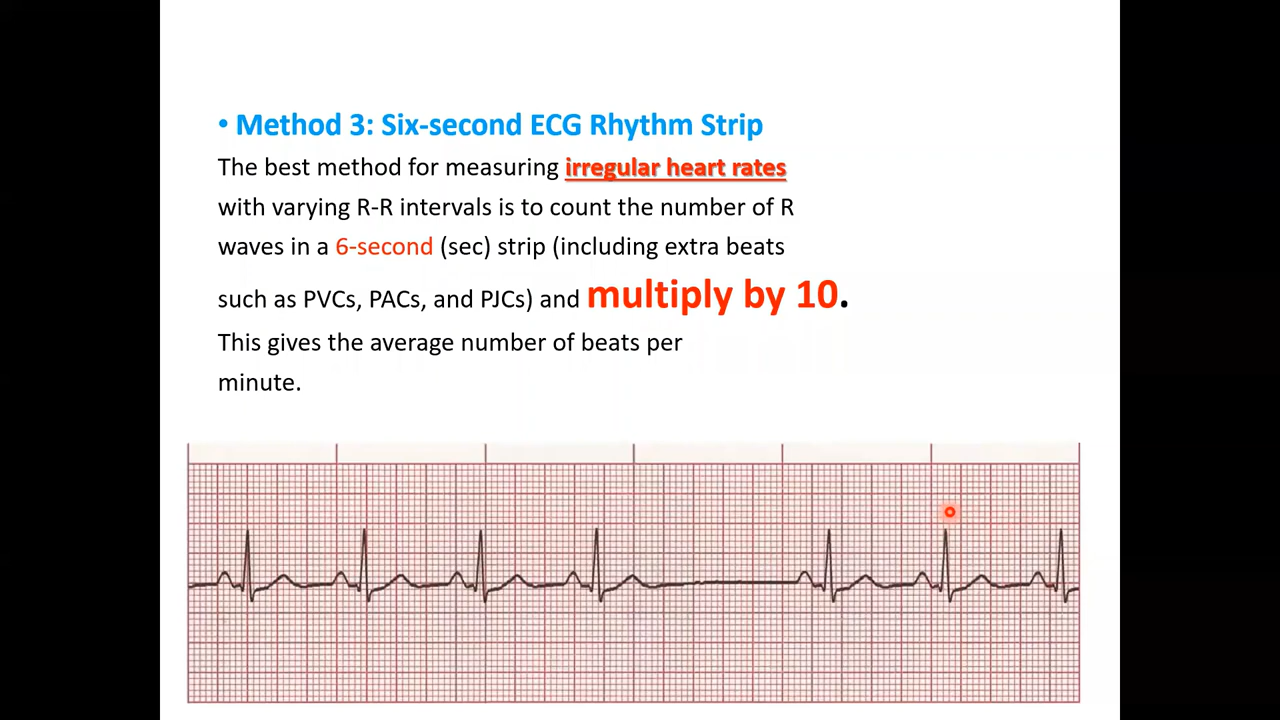 • Method 3: Six-second ECG Rhythm Strip
The best method for measuring irregular heart rates
with varying R-R intervals is to count the number of R
waves in a 6-second (sec) strip (including extra beats
such as PVCs, PACs, and PJCs) and multiply by 10.
This gives the average number of beats per
minute.